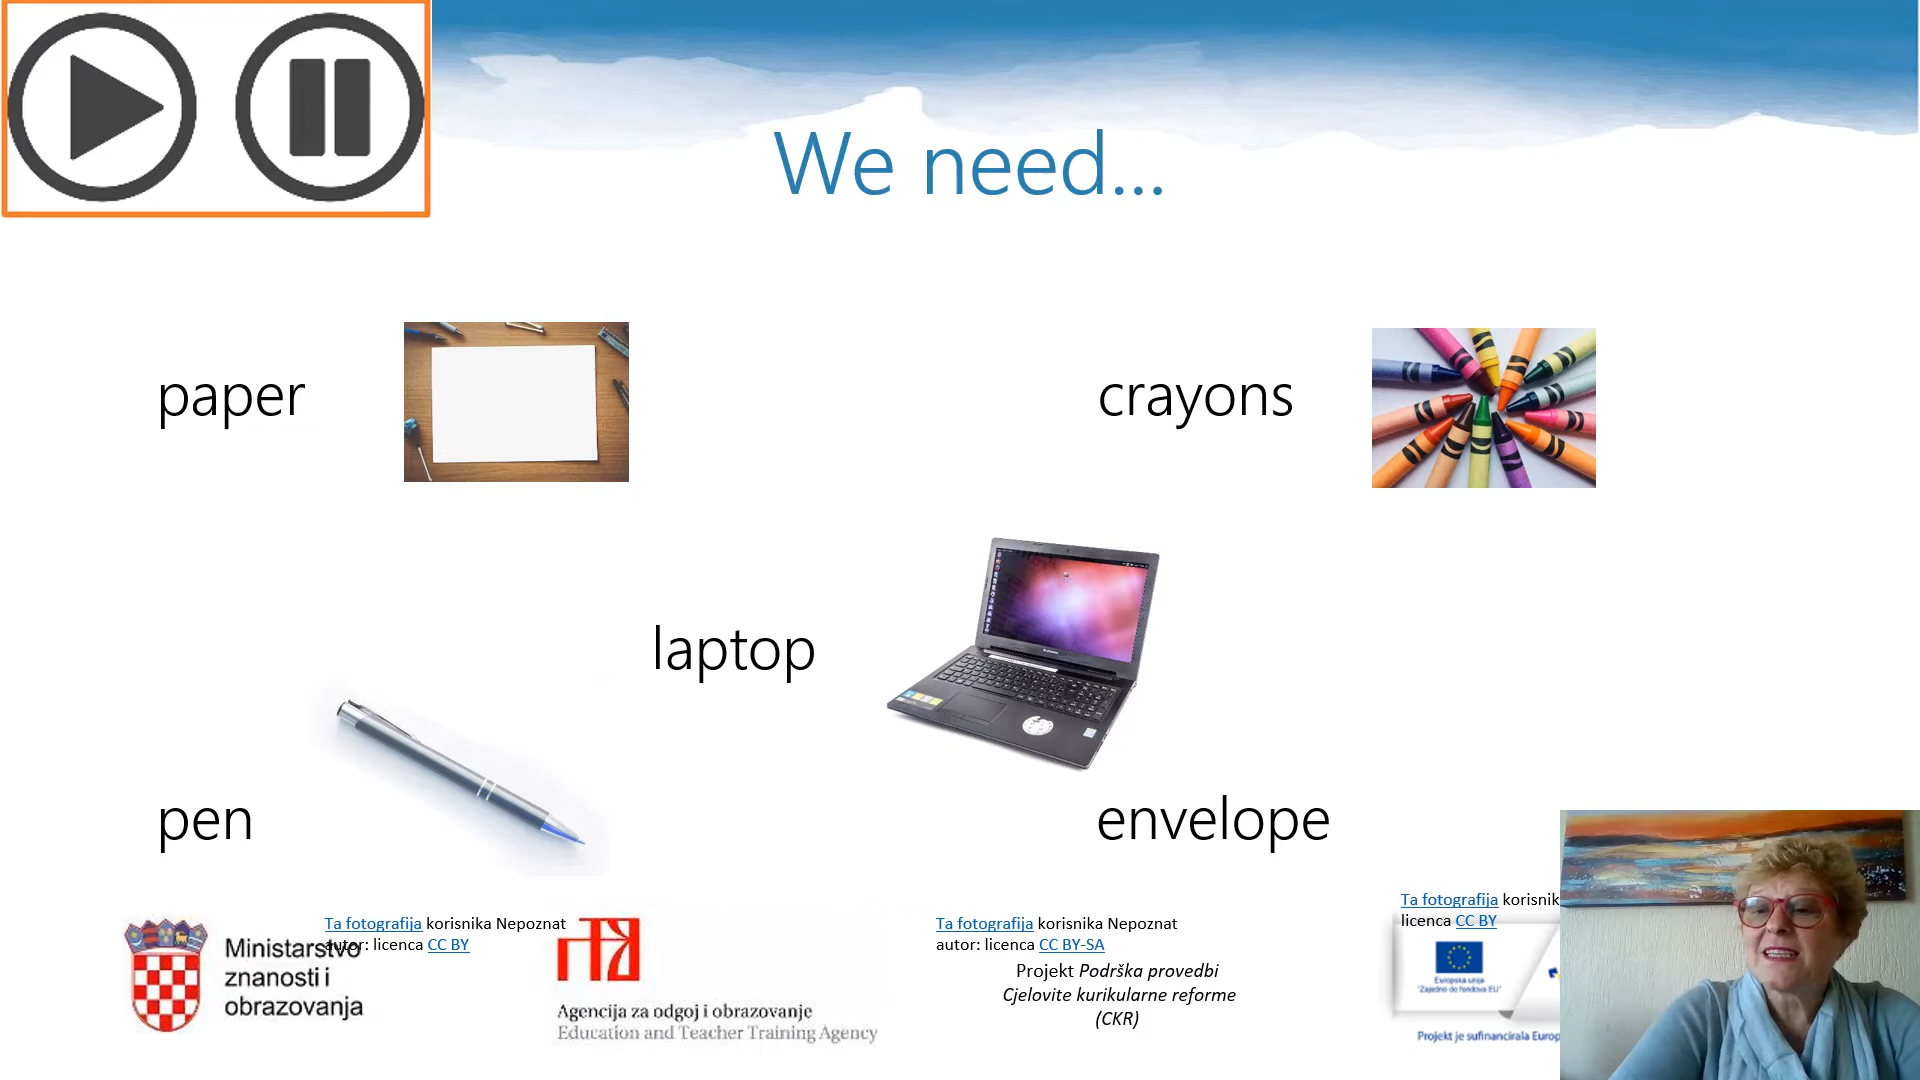 We need...
paper
crayons
laptop
pen
envelope
Ta fotografija korisnika Nepoznat
autor: licenca CC BY
Ta fotografija korisnika Nepoznat
autor: licenca CC BY-SA
Ta fotografija korisnik
licenca CC BY
Ministarstvo
znanosti i
obrazovanja
Agencija za odgoj i obrazovanje
Education and Teacher Training Agency
Projekt Podrška provedbi
Cjelovite kurikularne reforme
(CKR)
Europska unija
"Zajedno do fondova EU"
Projekt je sufinancirala Europ